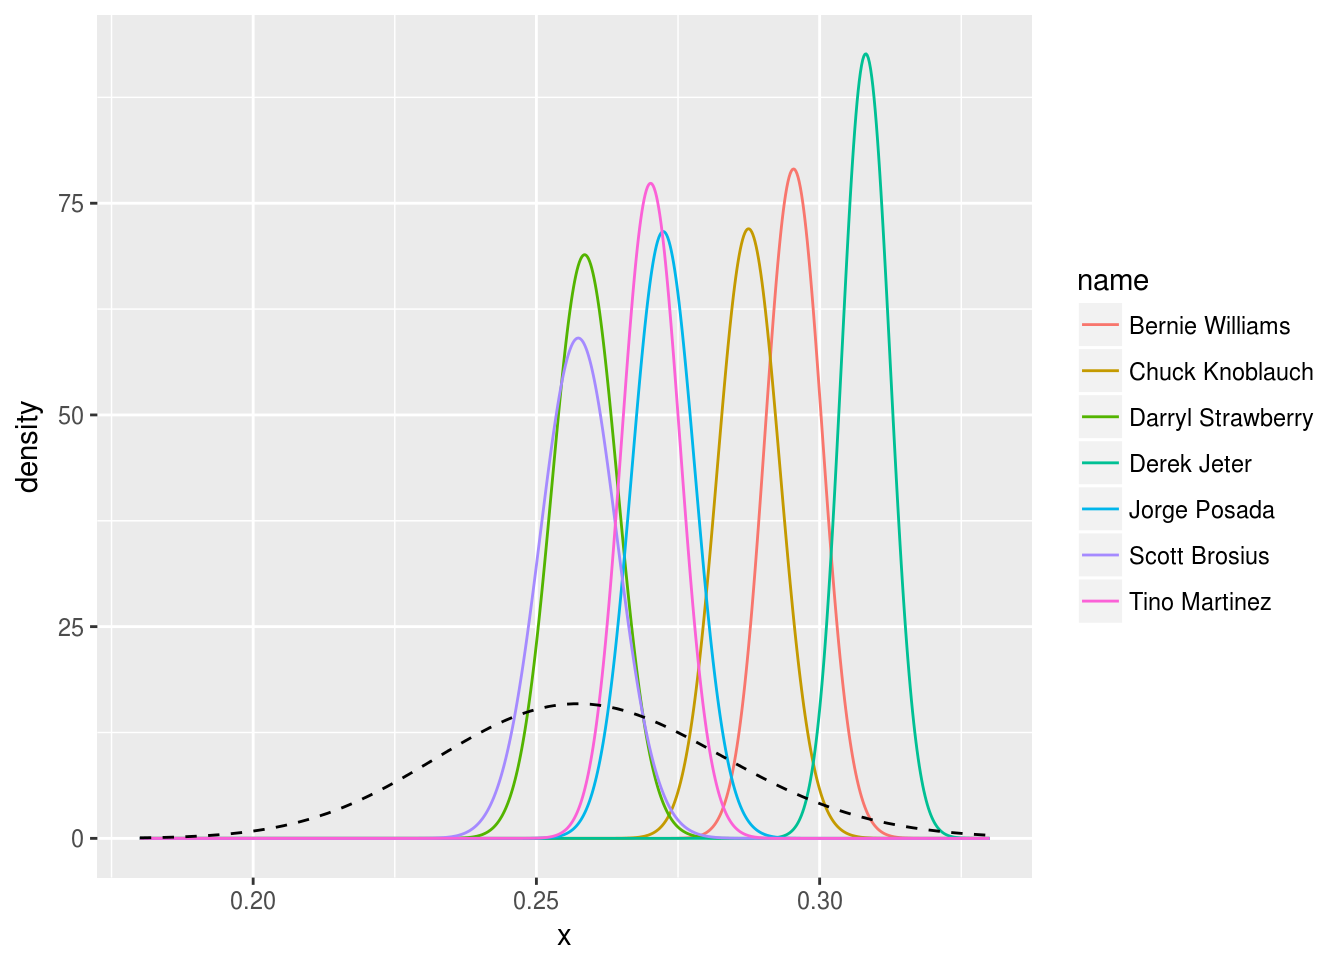 density
75
50
25
0
0.20
0.25
0.30
x
name
Bernie Williams
Chuck Knoblauch
Darryl Strawberry
Derek Jeter
Jorge Posada
Scott Brosius
Tino Martinez